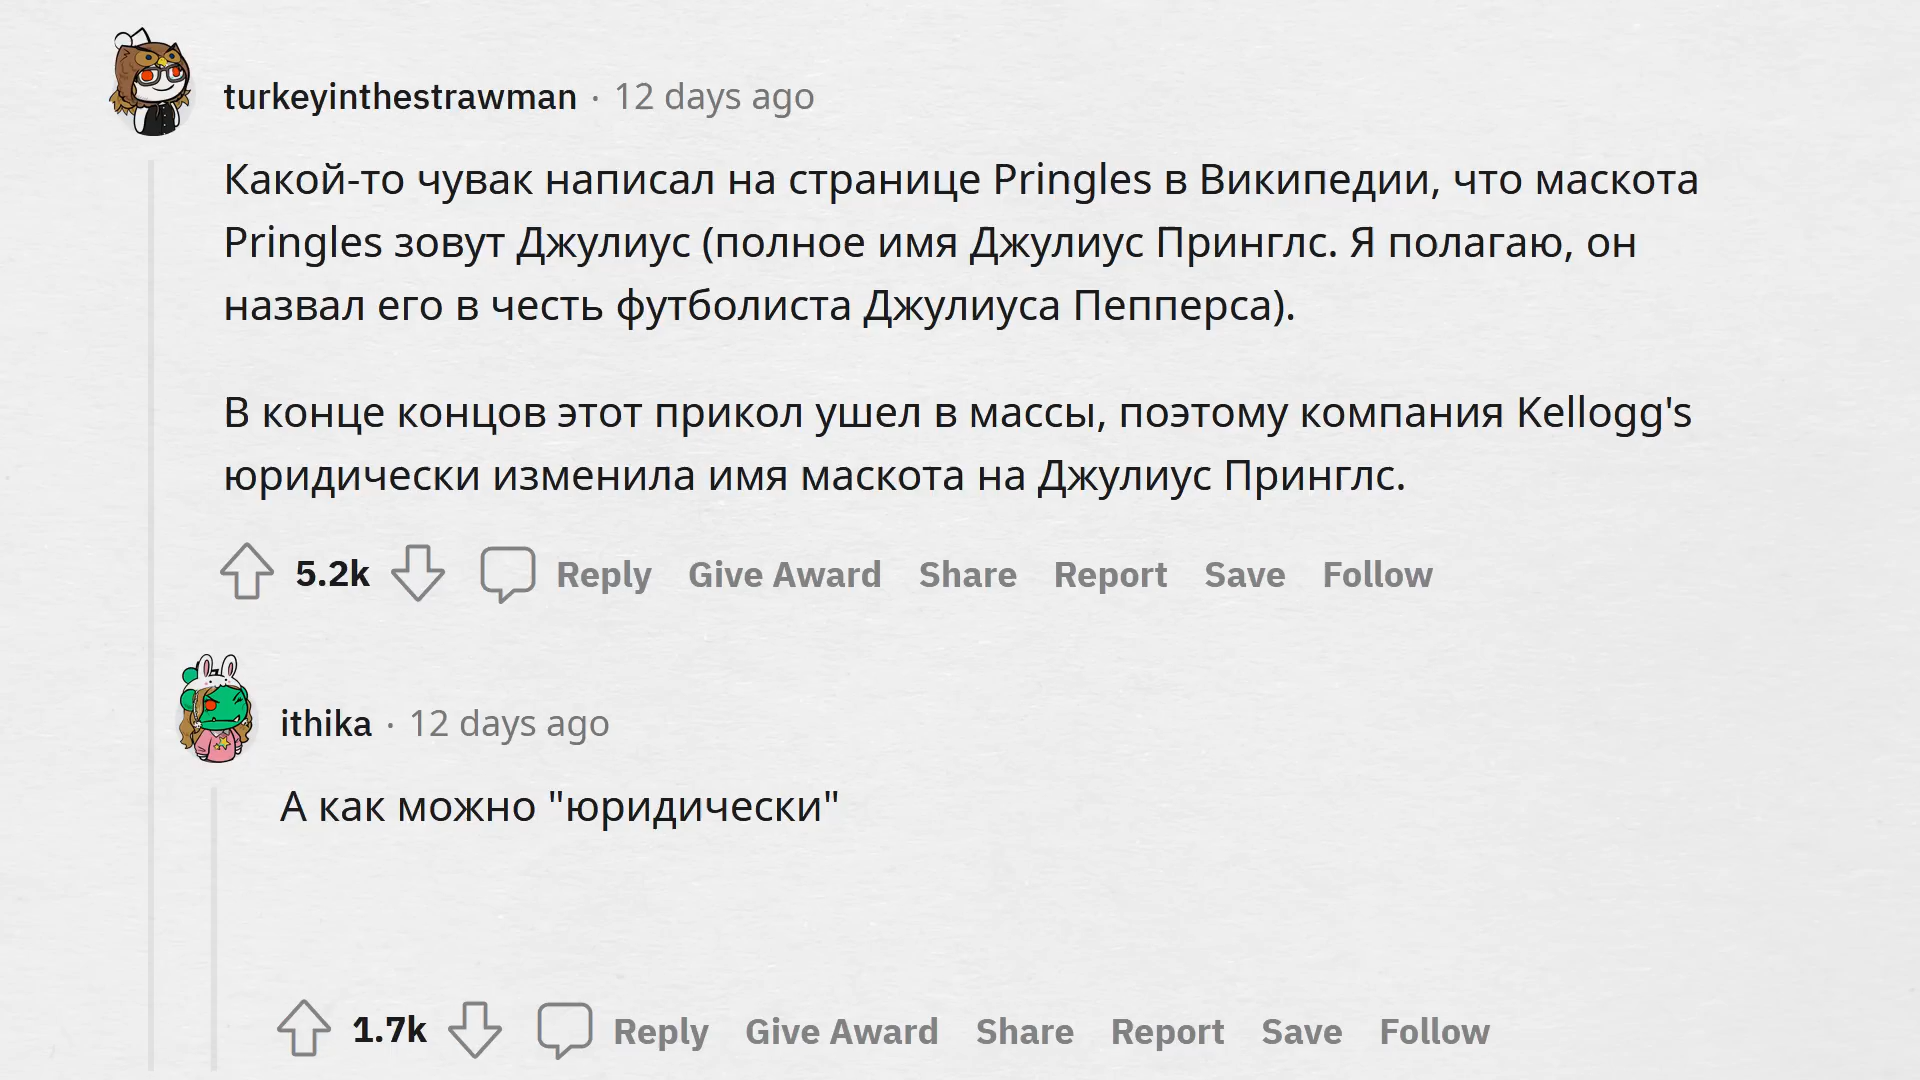 turkeyinthestrawman · 12 days ago
Какой-то чувак написал на странице Pringles в Википедии, что маскота
Pringles зовут Джулиус (полное имя Джулиус Принглс. Я полагаю, он
назвал его в честь футболиста Джулиуса Пепперса).
В конце концов этот прикол ушел в массы, поэтому компания Kellogg's
юридически изменила имя маскота на Джулиус Принглс.
5.2k Reply Give Award Share Report Save Follow
ithika · 12 days ago
А как можно "юридически"
1.7k Reply Give Award Share Report Save Follow